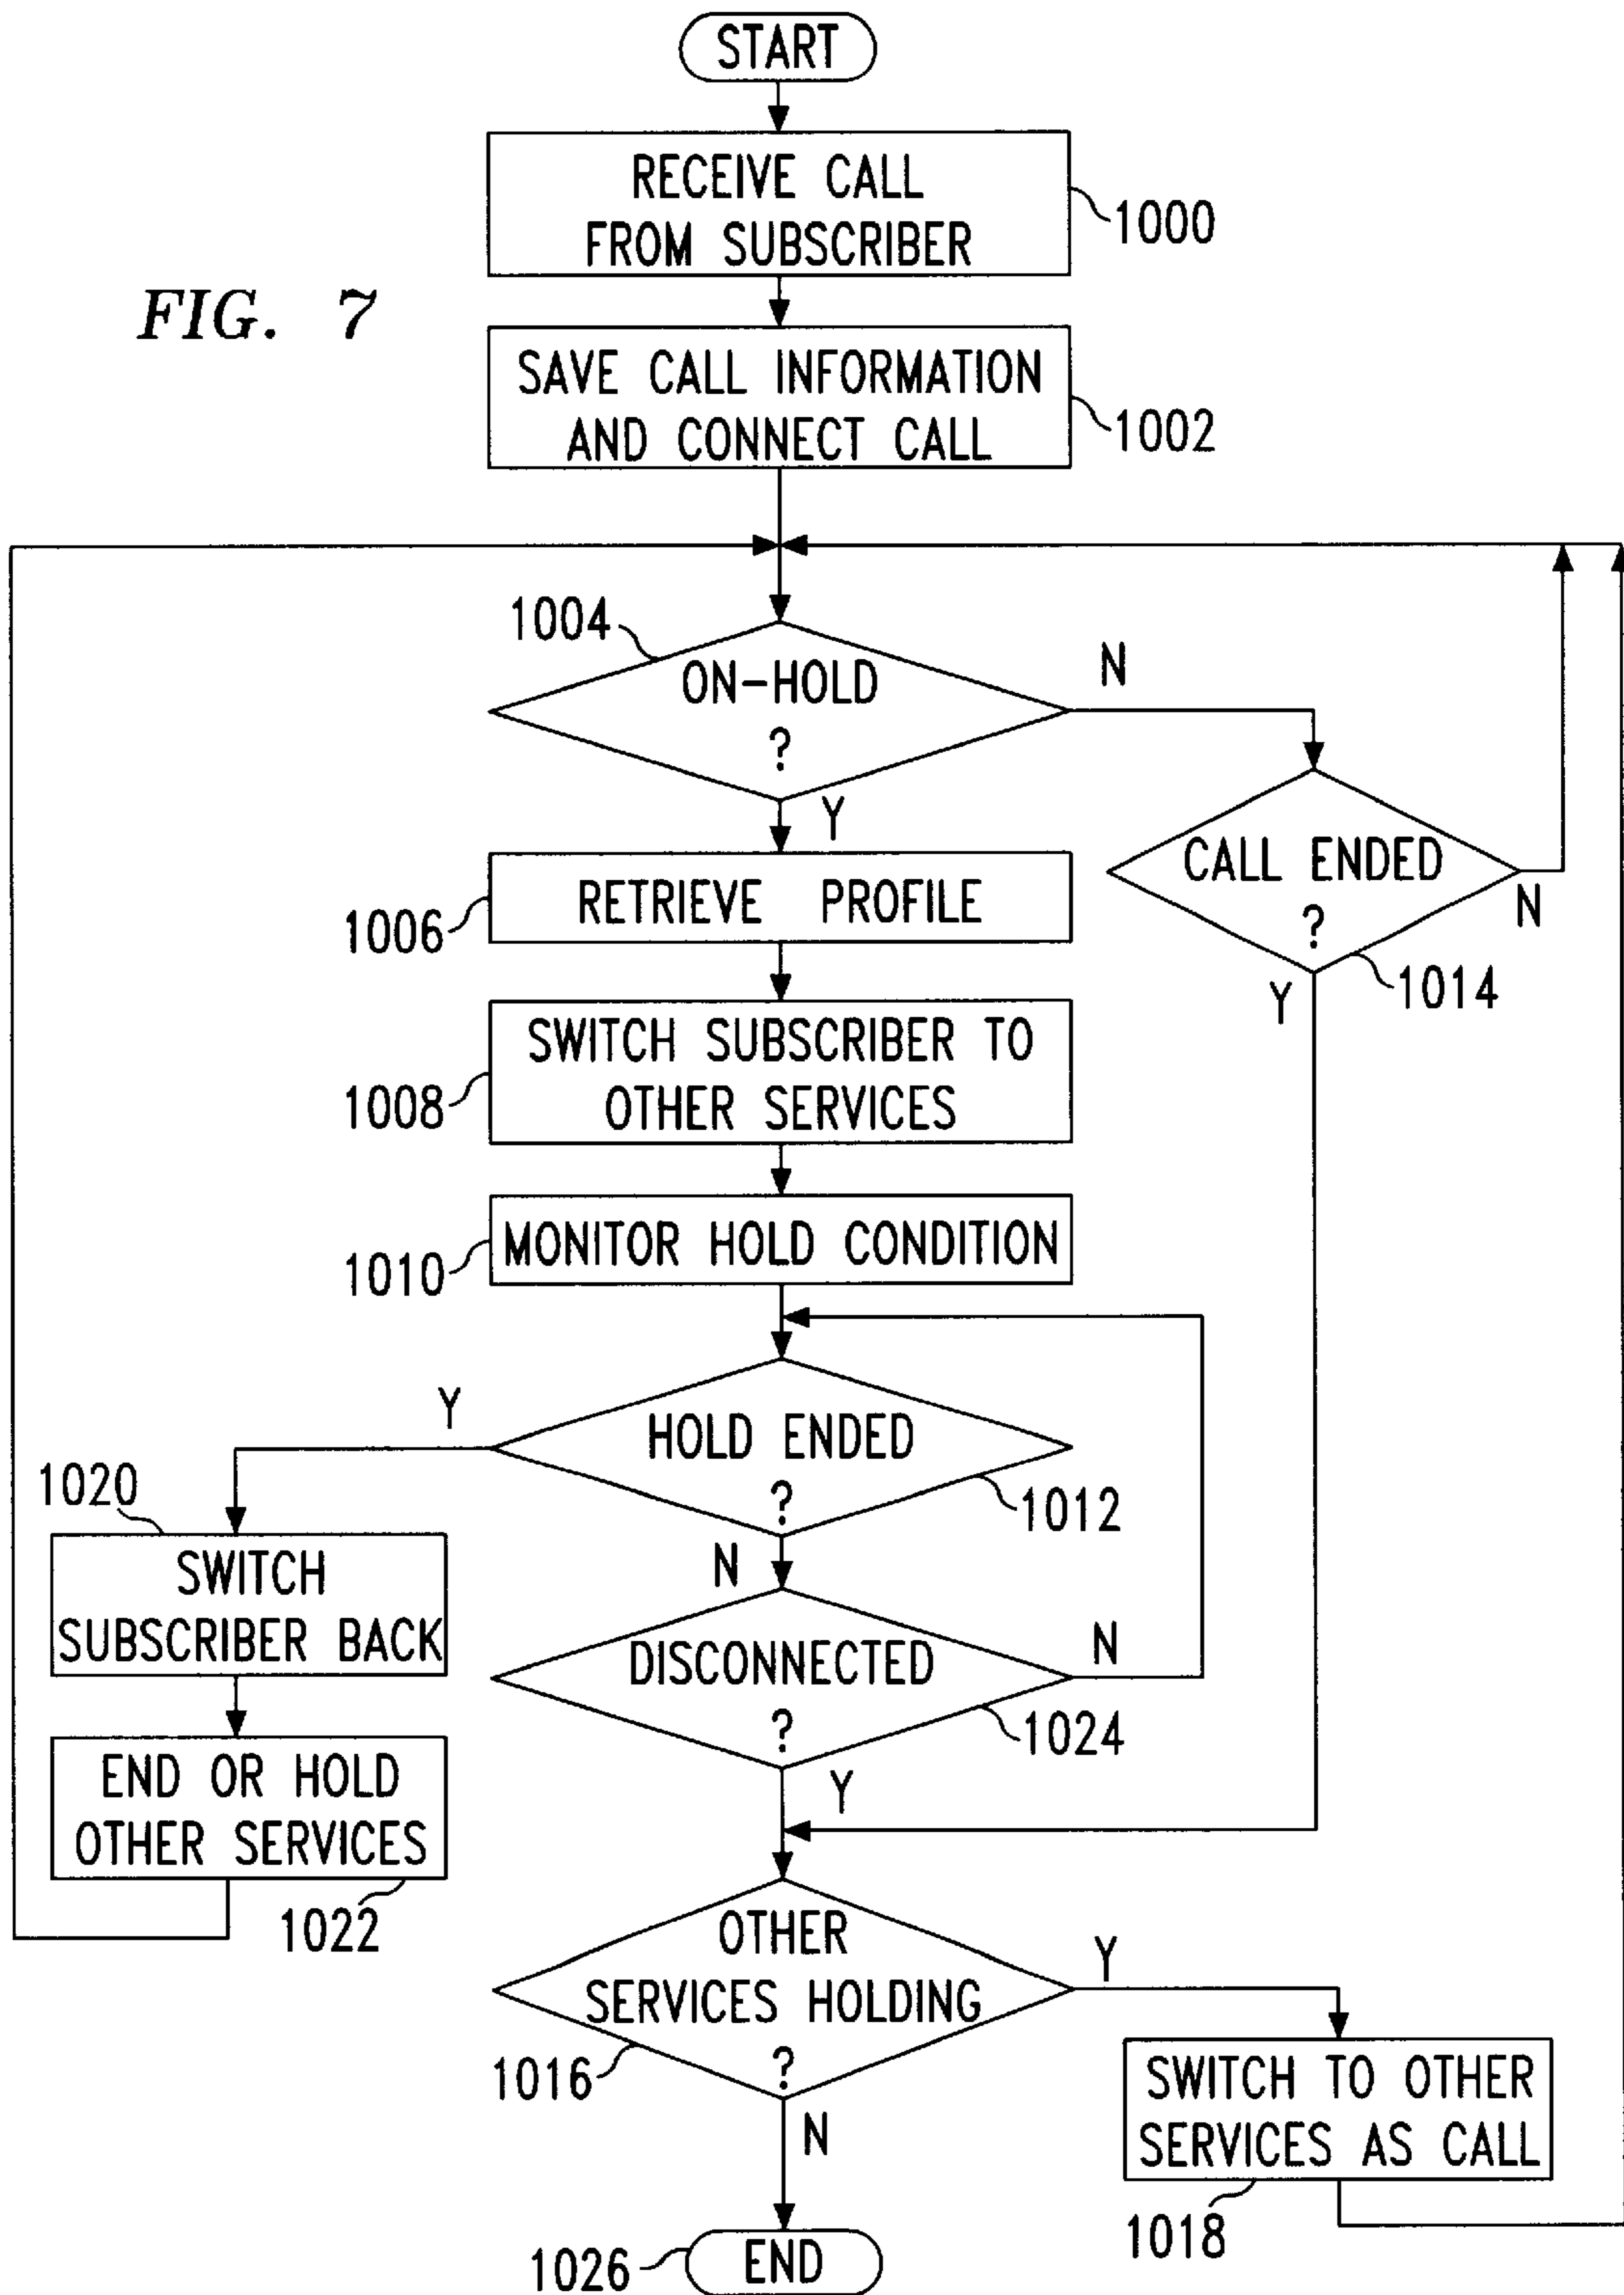 START
RECEIVE CALL
FROM SUBSCRIBER
1000
FIG. 7
SAVE CALL INFORMATION
AND CONNECT CALL
1002
1004
ON-HOLD
?
N
Y
CALL ENDED
?
N
Y
1014
RETRIEVE PROFILE
1006
SWITCH SUBSCRIBER TO
OTHER SERVICES
1008
MONITOR HOLD CONDITION
1010
Y
HOLD ENDED
?
1012
N
1020
SWITCH
SUBSCRIBER BACK
DISCONNECTED
?
N
1024
Y
END OR HOLD
OTHER SERVICES
1022
OTHER
SERVICES HOLDING
?
1016
Y
N
SWITCH TO OTHER
SERVICES AS CALL
1018
1026
END